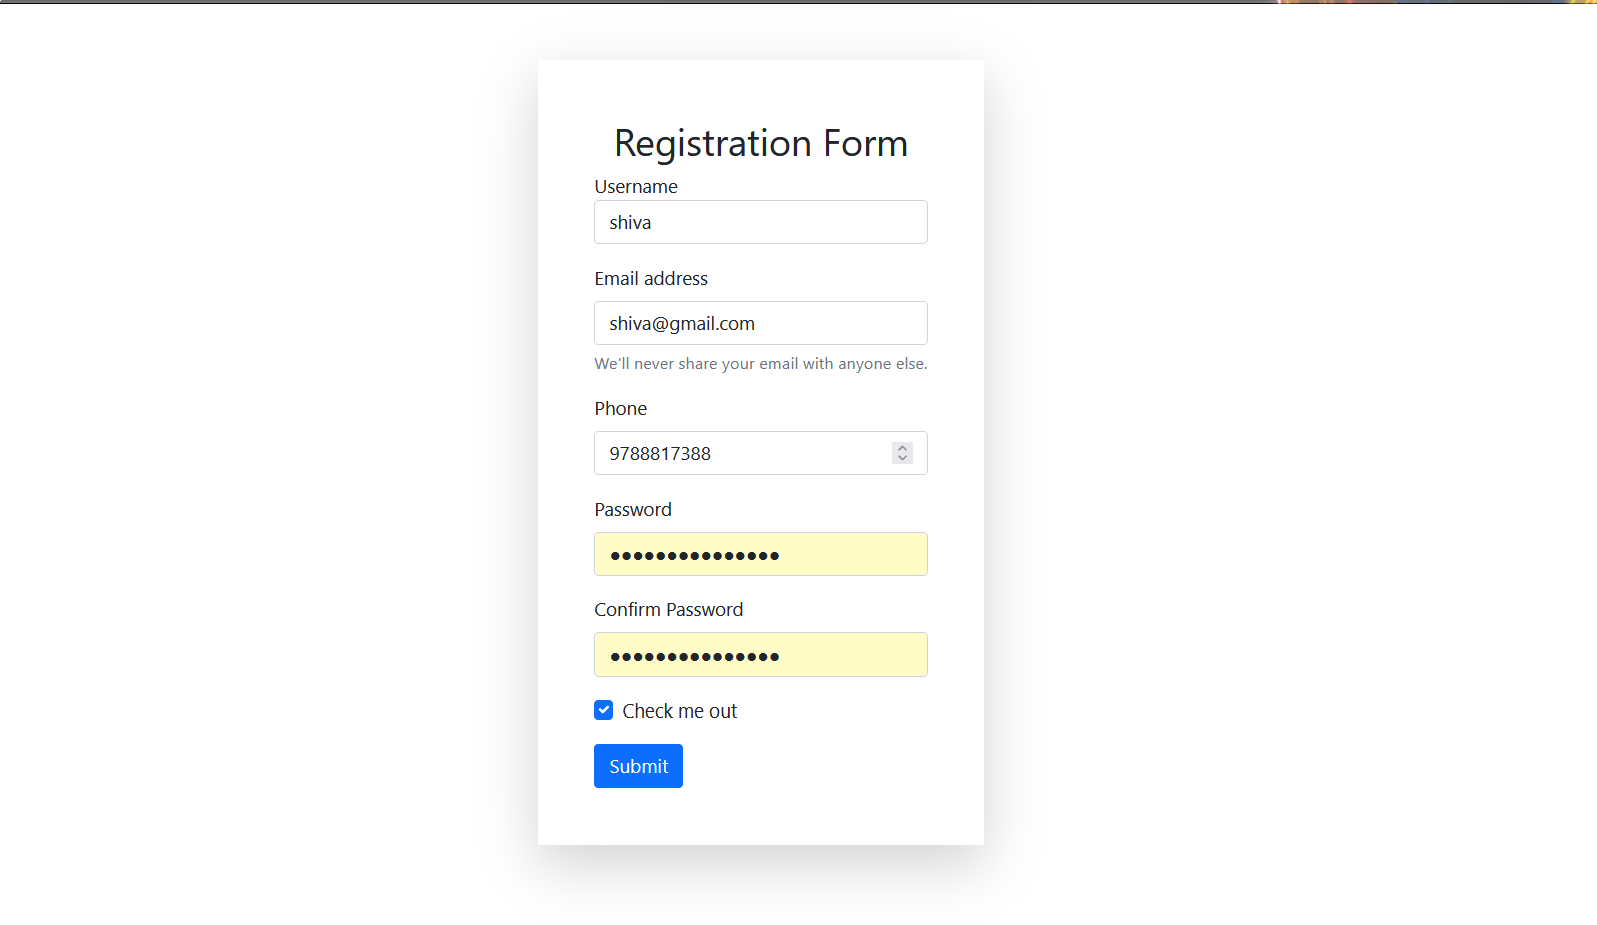 Registration Form
Username
shiva
Email address
shiva@gmail.com
We'll never share your email with anyone else.
Phone
9788817388
Password
●●●●●●●●●●●●●●●
Confirm Password
●●●●●●●●●●●●●●●
Check me out
Submit